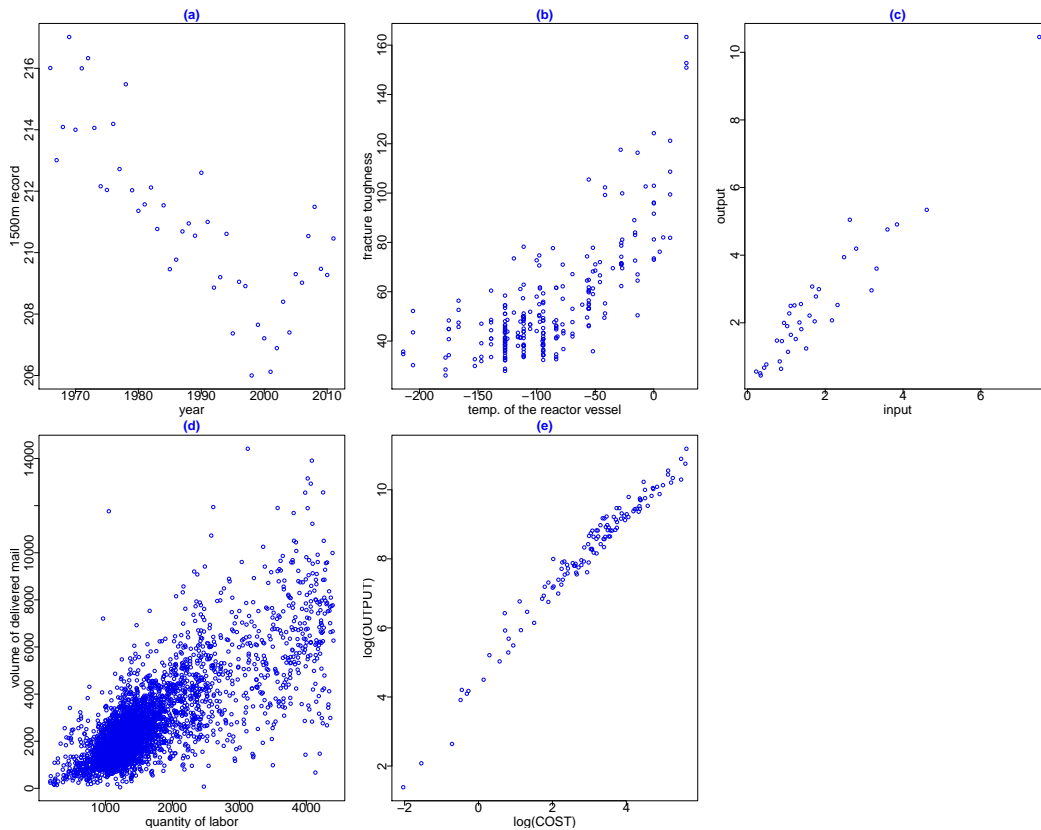 (a)
1500m record
206 208 210 212 214 216
1970 1980 1990 2000 2010
year
(b)
fracture toughness
40 60 80 100 120 140 160
−200 −150 −100 −50 0
temp. of the reactor vessel
(c)
output
2 4 6 8 10
0 2 4 6
input
(d)
volume of delivered mail
0 2000 4000 6000 8000 10000 14000
1000 2000 3000 4000
quantity of labor
(e)
log(OUTPUT)
2 4 6 8 10
−2 0 2 4
log(COST)